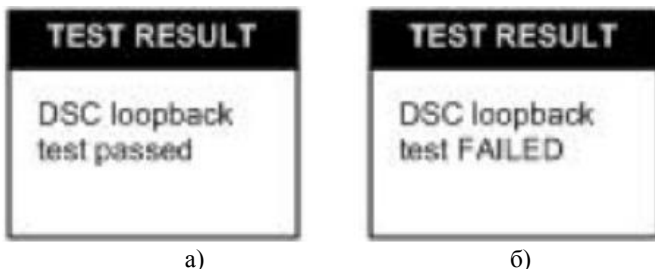 TEST RESULT
DSC loopback
test passed
а)
TEST RESULT
DSC loopback
test FAILED
б)